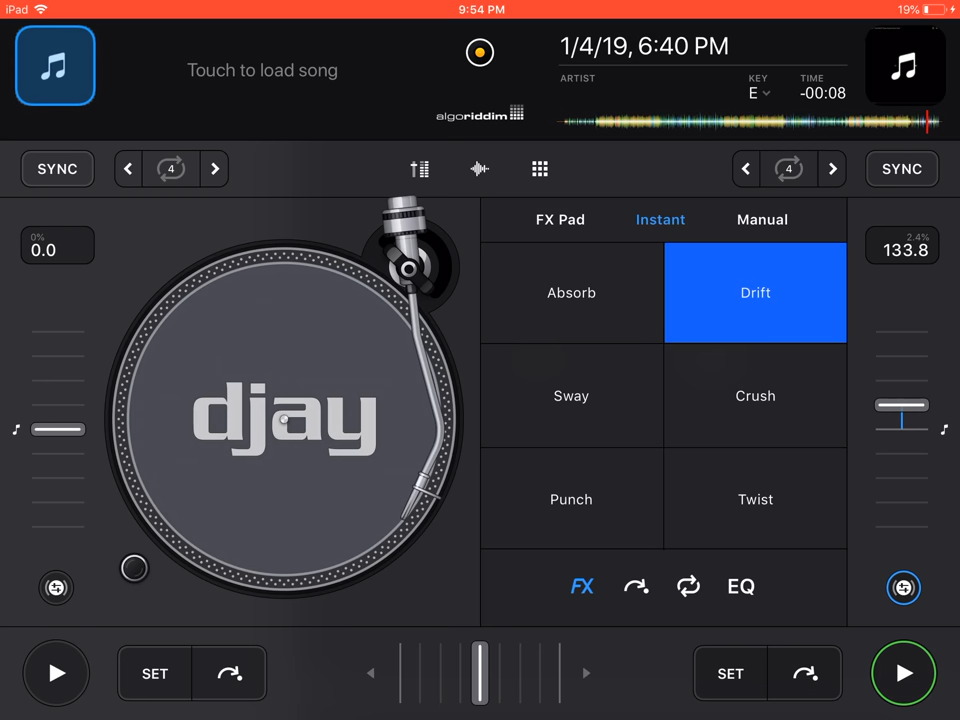 iPad
9:54 PM
19%
Touch to load song
1/4/19, 6:40 PM
ARTIST
KEY
TIME
E
-00:08
algoriddim
SYNC
4
4
SYNC
FX Pad
Instant
Manual
0%
0.0
2.4%
133.8
Absorb
Drift
djay
Sway
Crush
Punch
Twist
FX
EQ
SET
SET